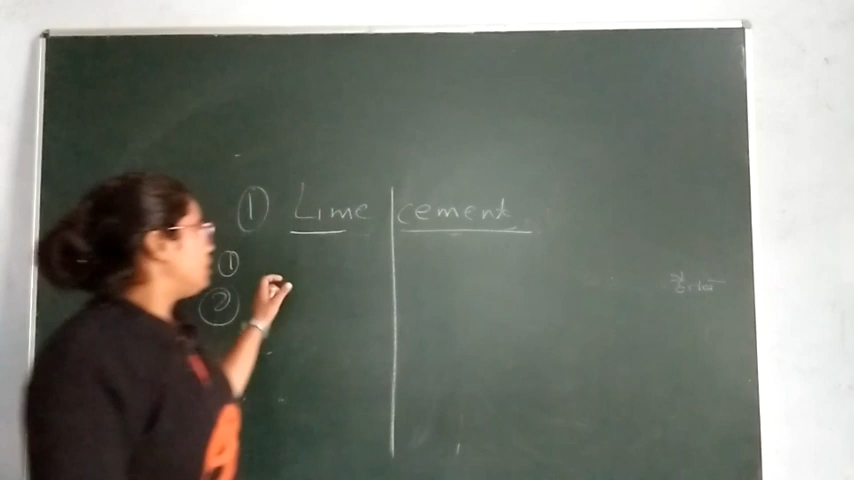 ① Lime cement
①
②